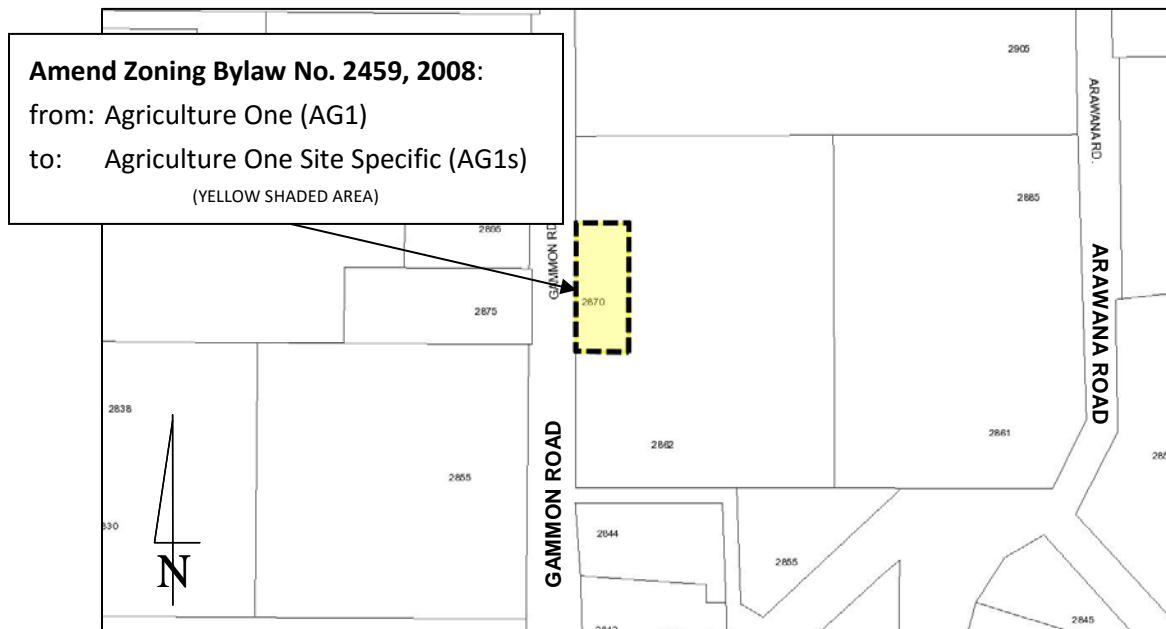 Amend Zoning Bylaw No. 2459, 2008:
from: Agriculture One (AG1)
to: Agriculture One Site Specific (AG1s)
(YELLOW SHADED AREA)
2905
ARAWANA RD.
2885
2895
GAMMON RD
2870
2875
ARAWANA ROAD
2838
2862
2861
2855
GAMMON ROAD
2844
2855
N
2845